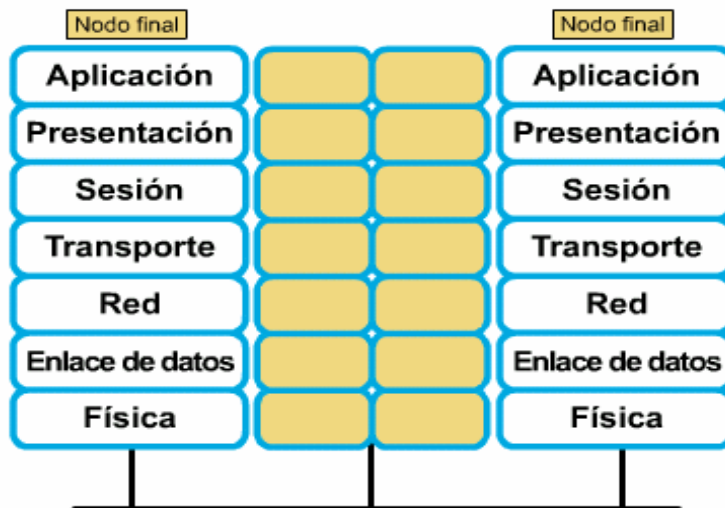 Nodo final
Aplicación
Presentación
Sesión
Transporte
Red
Enlace de datos
Física
Nodo final
Aplicación
Presentación
Sesión
Transporte
Red
Enlace de datos
Física